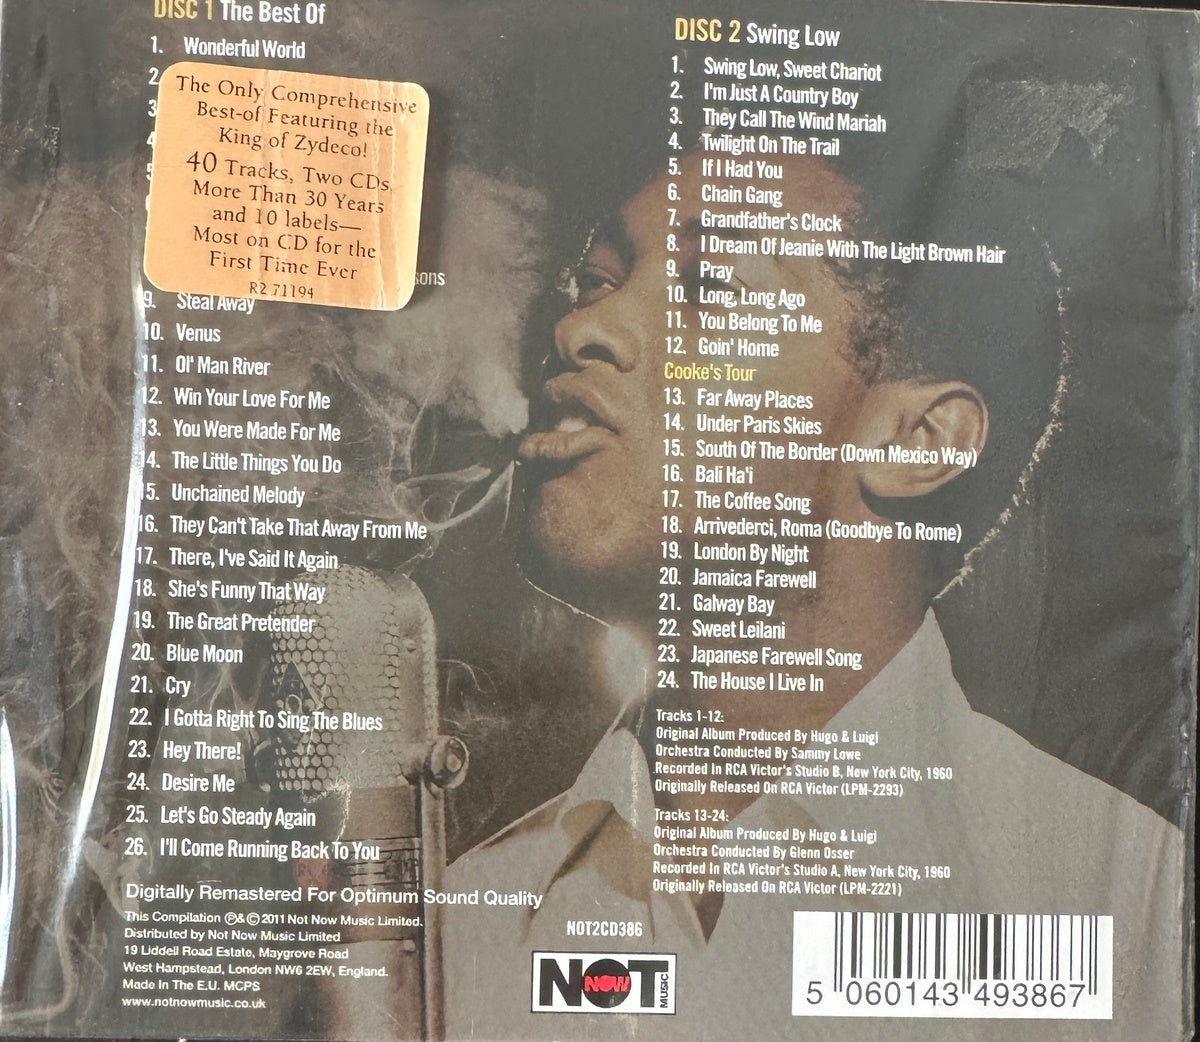 DISC 1 The Best Of
1. Wonderful World
2
3
4
5
The Only Comprehensive
Best-of Featuring the
King of Zydeco!
40 Tracks, Two CDs,
More Than 30 Years
and 10 labels—
Most on CD for the
First Time Ever
R2 71194
sons
9. Steal Away
10. Venus
11. Ol' Man River
12. Win Your Love For Me
13. You Were Made For Me
14. The Little Things You Do
15. Unchained Melody
16. They Can't Take That Away From Me
17. There, I've Said It Again
18. She's Funny That Way
19. The Great Pretender
20. Blue Moon
21. Cry
22. I Gotta Right To Sing The Blues
23. Hey There!
24. Desire Me
25. Let's Go Steady Again
26. I'll Come Running Back To You
Digitally Remastered For Optimum Sound Quality
This Compilation ℗&© 2011 Not Now Music Limited.
Distributed by Not Now Music Limited
19 Liddell Road Estate, Maygrove Road
West Hampstead, London NW6 2EW, England.
Made In The E.U. MCPS
www.notnowmusic.co.uk
DISC 2 Swing Low
1. Swing Low, Sweet Chariot
2. I'm Just A Country Boy
3. They Call The Wind Mariah
4. Twilight On The Trail
5. If I Had You
6. Chain Gang
7. Grandfather's Clock
8. I Dream Of Jeanie With The Light Brown Hair
9. Pray
10. Long, Long Ago
11. You Belong To Me
12. Goin' Home
Cooke's Tour
13. Far Away Places
14. Under Paris Skies
15. South Of The Border (Down Mexico Way)
16. Bali Ha'i
17. The Coffee Song
18. Arrivederci, Roma (Goodbye To Rome)
19. London By Night
20. Jamaica Farewell
21. Galway Bay
22. Sweet Leilani
23. Japanese Farewell Song
24. The House I Live In
Tracks 1-12:
Original Album Produced By Hugo & Luigi
Orchestra Conducted By Sammy Lowe
Recorded In RCA Victor's Studio B, New York City, 1960
Originally Released On RCA Victor (LPM-2293)
Tracks 13-24:
Original Album Produced By Hugo & Luigi
Orchestra Conducted By Glenn Osser
Recorded In RCA Victor's Studio A, New York City, 1960
Originally Released On RCA Victor (LPM-2221)
NOT2CD386
NOT NOW MUSIC
5 060143 493867